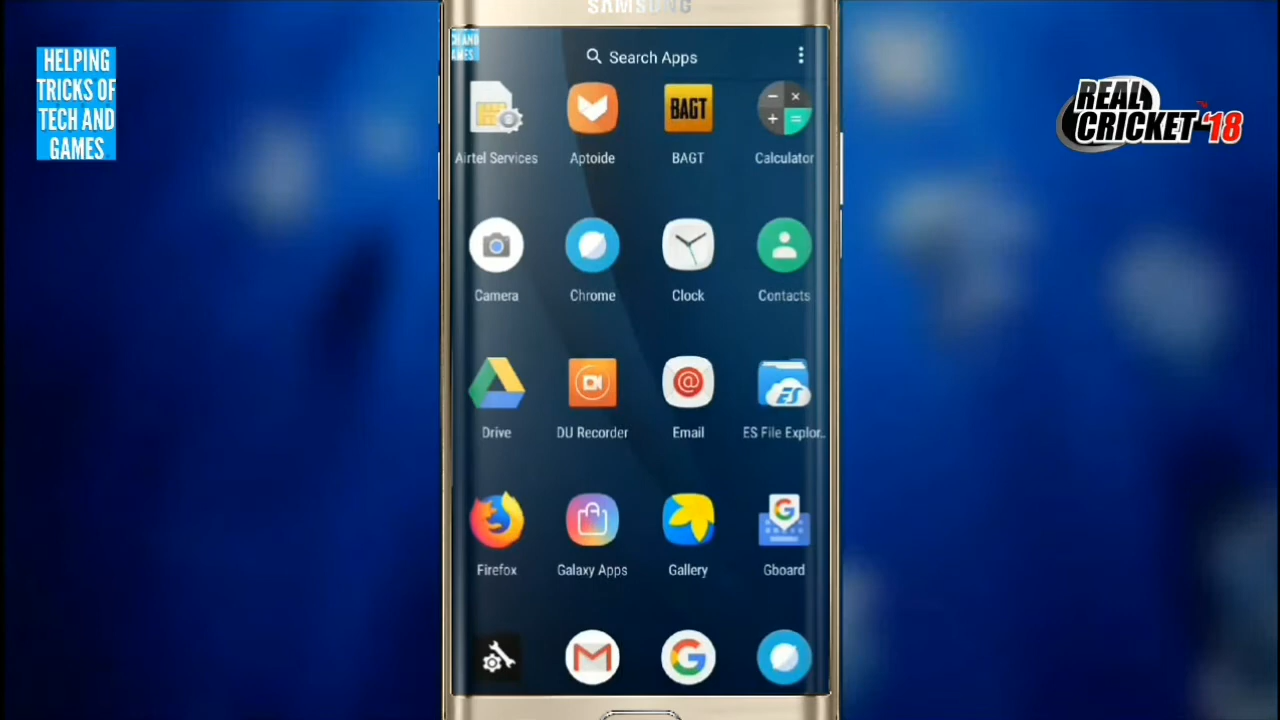 SAMSUNG
HELPING
TRICKS OF
TECH AND
GAMES
REAL
CRICKET '18
Search Apps
Airtel Services
Aptoide
BAGT
BAGT
Calculator
Camera
Chrome
Clock
Contacts
Drive
DU Recorder
Email
ES
ES File Explor..
Firefox
Galaxy Apps
Gallery
Gboard